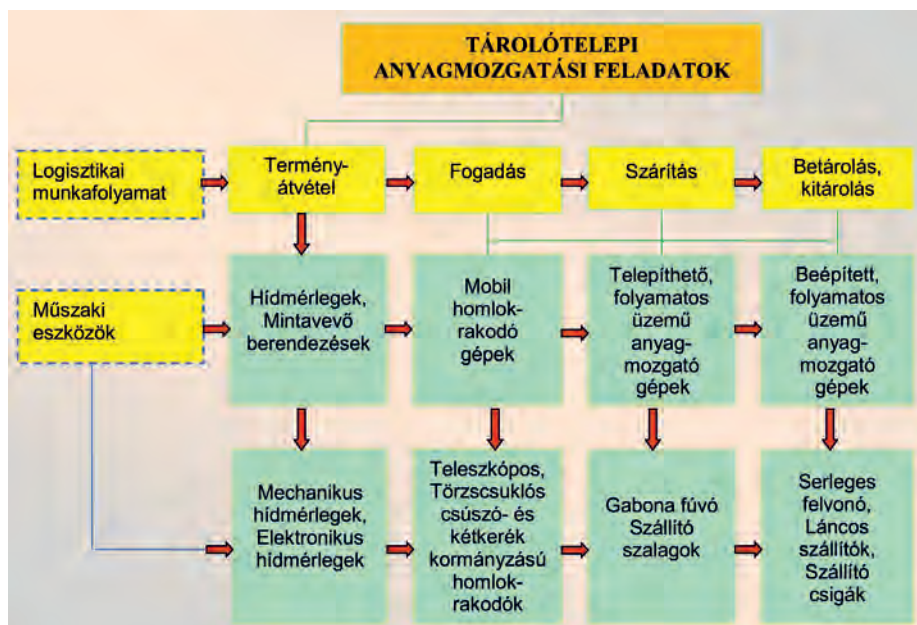 TÁROLÓTELEPI
ANYAGMOZGATÁSI FELADATOK
Logisztikai
munkafolyamat
Termény-
átvétel
Fogadás
Szárítás
Betárolás,
kitárolás
Műszaki
eszközök
Hídmérlegek,
Mintavevő
berendezések
Mobil
homlok-
rakodó
gépek
Telepíthető,
folyamatos
üzemű
anyag-
mozgató
gépek
Beépített,
folyamatos
üzemű
anyag-
mozgató
gépek
Mechanikus
hídmérlegek,
Elektronikus
hídmérlegek
Teleszkópos,
Törzscsuklós
csúszó- és
kétkerék
kormányzású
homlok-
rakodók
Gabona fúvó
Szállító
szalagok
Serleges
felvonó,
Láncos
szállítók,
Szállító
csigák